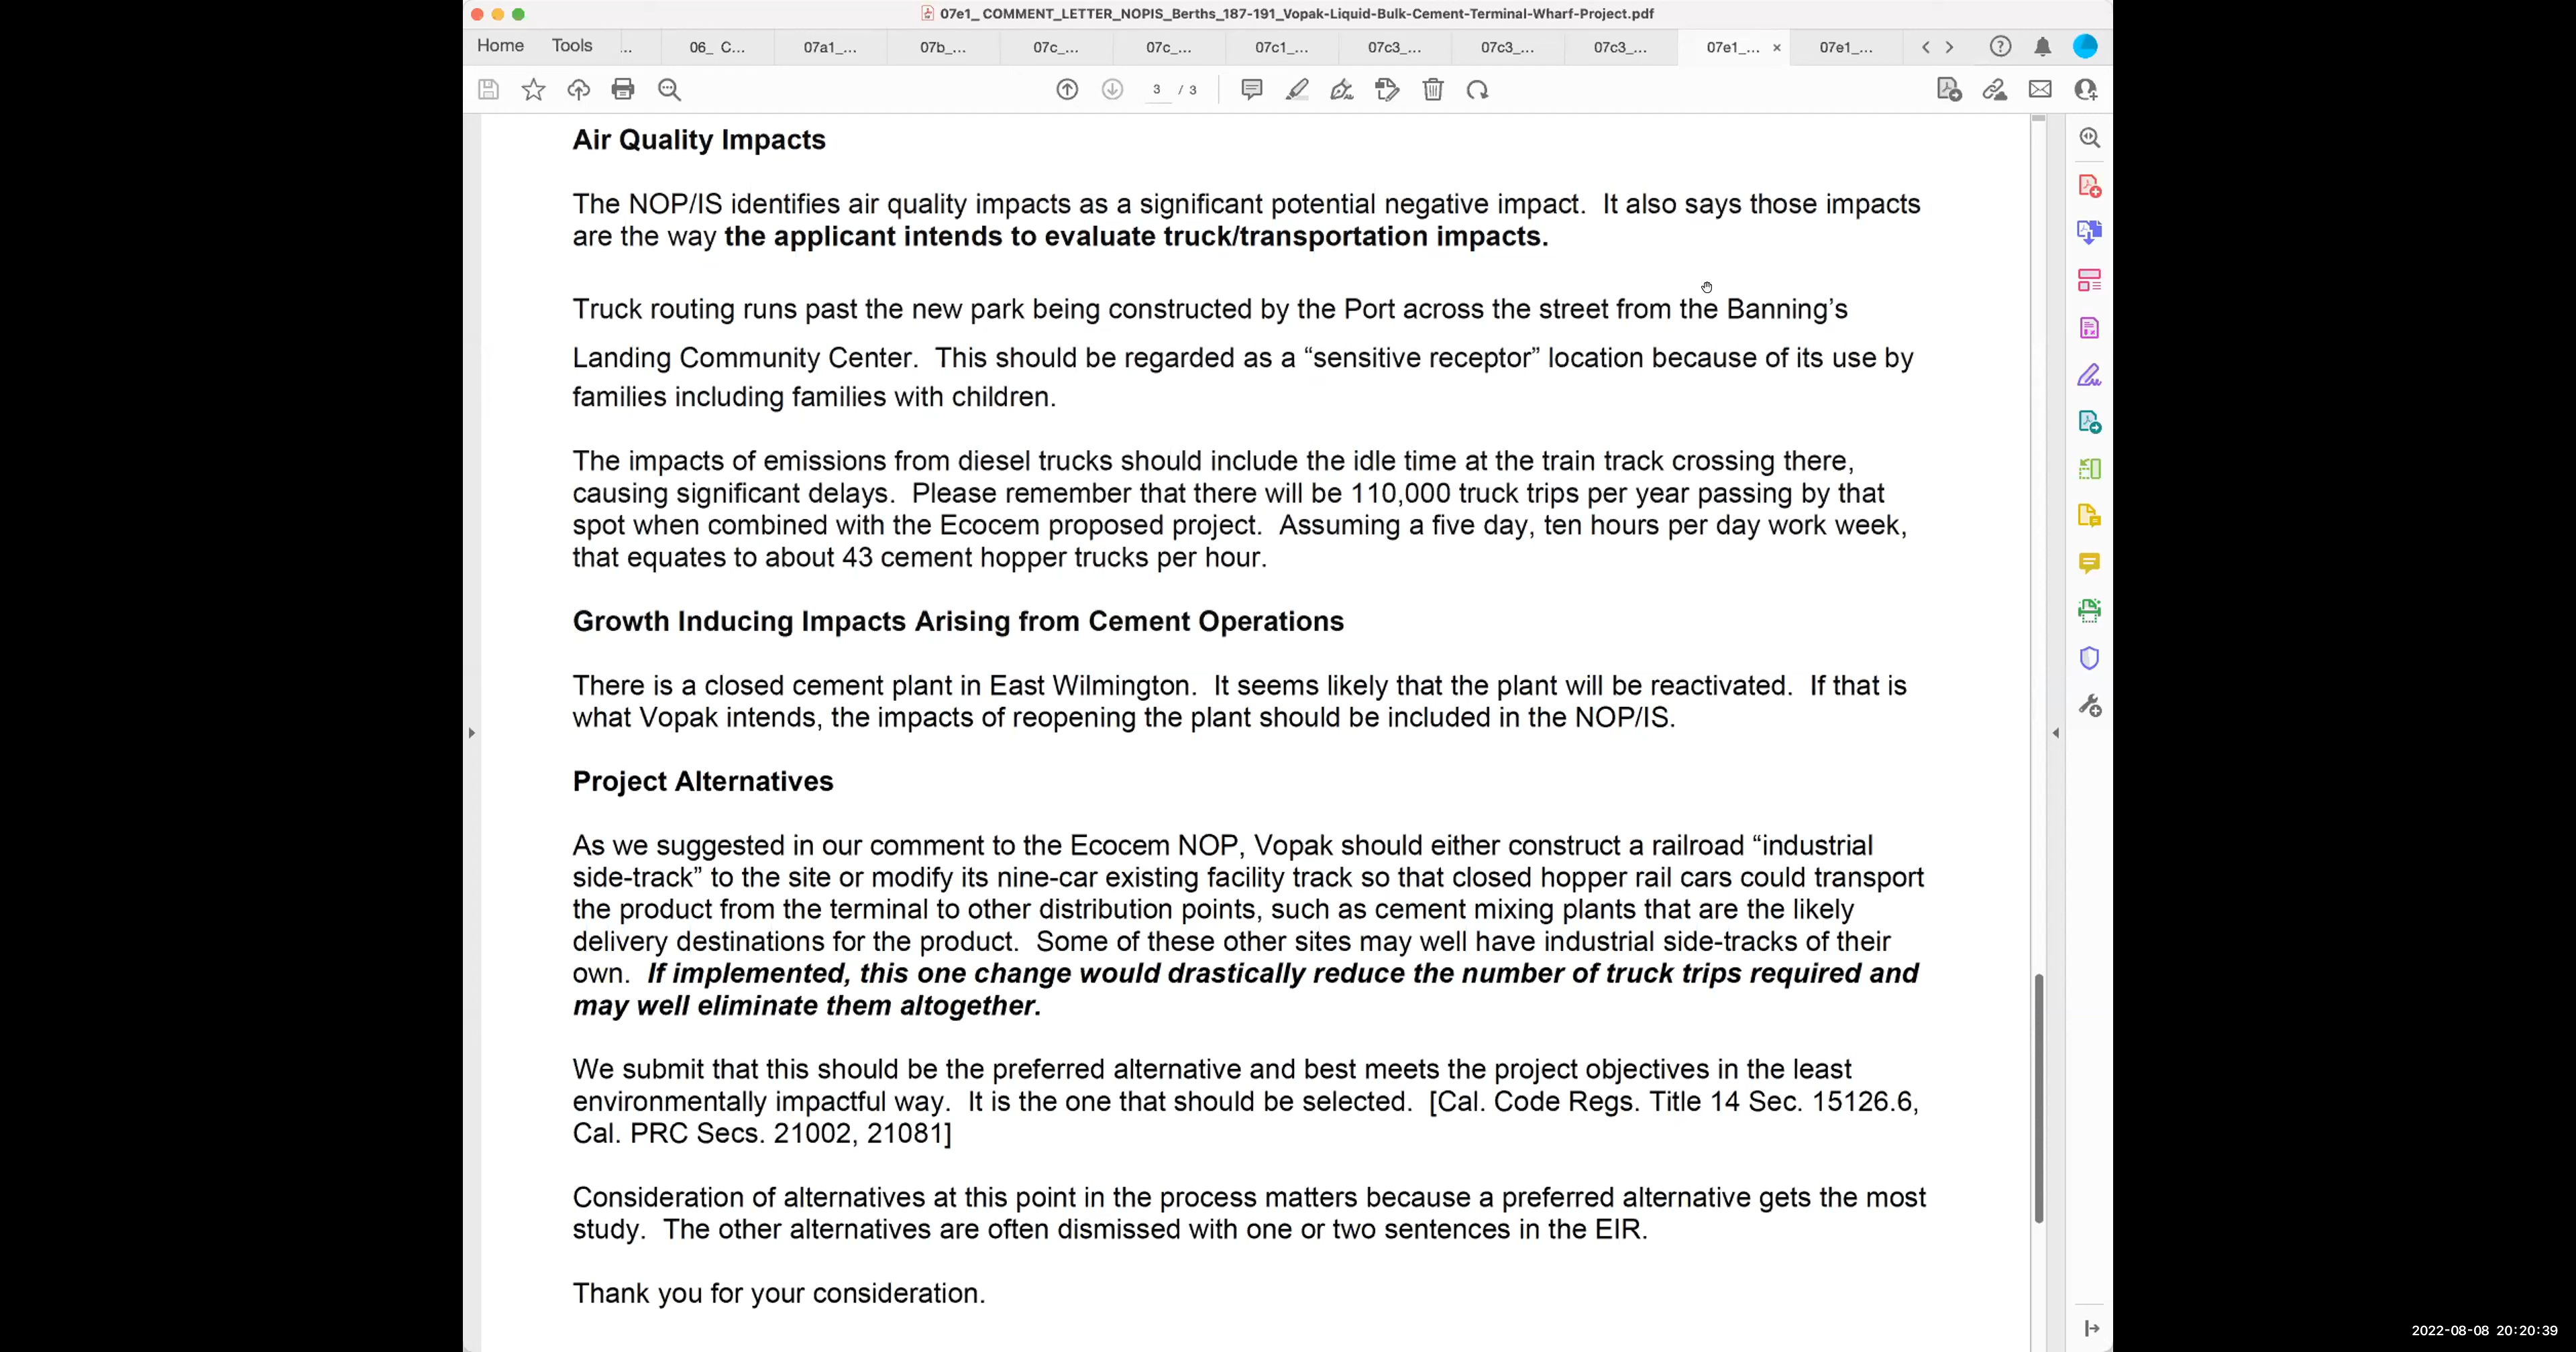 07e1_ COMMENT_LETTER_NOPIS_Berths_187-191_Vopak-Liquid-Bulk-Cement-Terminal-Wharf-Project.pdf
Home Tools ... 06_ C... 07a1_... 07b_... 07c_... 07c_... 07c1_... 07c3_... 07c3_... 07c3_... 07e1_... × 07e1_...
3 / 3
Air Quality Impacts
The NOP/IS identifies air quality impacts as a significant potential negative impact. It also says those impacts
are the way the applicant intends to evaluate truck/transportation impacts.
Truck routing runs past the new park being constructed by the Port across the street from the Banning’s
Landing Community Center. This should be regarded as a “sensitive receptor” location because of its use by
families including families with children.
The impacts of emissions from diesel trucks should include the idle time at the train track crossing there,
causing significant delays. Please remember that there will be 110,000 truck trips per year passing by that
spot when combined with the Ecocem proposed project. Assuming a five day, ten hours per day work week,
that equates to about 43 cement hopper trucks per hour.
Growth Inducing Impacts Arising from Cement Operations
There is a closed cement plant in East Wilmington. It seems likely that the plant will be reactivated. If that is
what Vopak intends, the impacts of reopening the plant should be included in the NOP/IS.
Project Alternatives
As we suggested in our comment to the Ecocem NOP, Vopak should either construct a railroad “industrial
side-track” to the site or modify its nine-car existing facility track so that closed hopper rail cars could transport
the product from the terminal to other distribution points, such as cement mixing plants that are the likely
delivery destinations for the product. Some of these other sites may well have industrial side-tracks of their
own. If implemented, this one change would drastically reduce the number of truck trips required and
may well eliminate them altogether.
We submit that this should be the preferred alternative and best meets the project objectives in the least
environmentally impactful way. It is the one that should be selected. [Cal. Code Regs. Title 14 Sec. 15126.6,
Cal. PRC Secs. 21002, 21081]
Consideration of alternatives at this point in the process matters because a preferred alternative gets the most
study. The other alternatives are often dismissed with one or two sentences in the EIR.
Thank you for your consideration.
2022-08-08 20:20:39